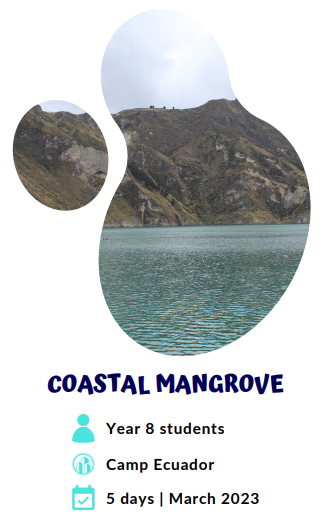 COASTAL MANGROVE
Year 8 students
Camp Ecuador
5 days | March 2023